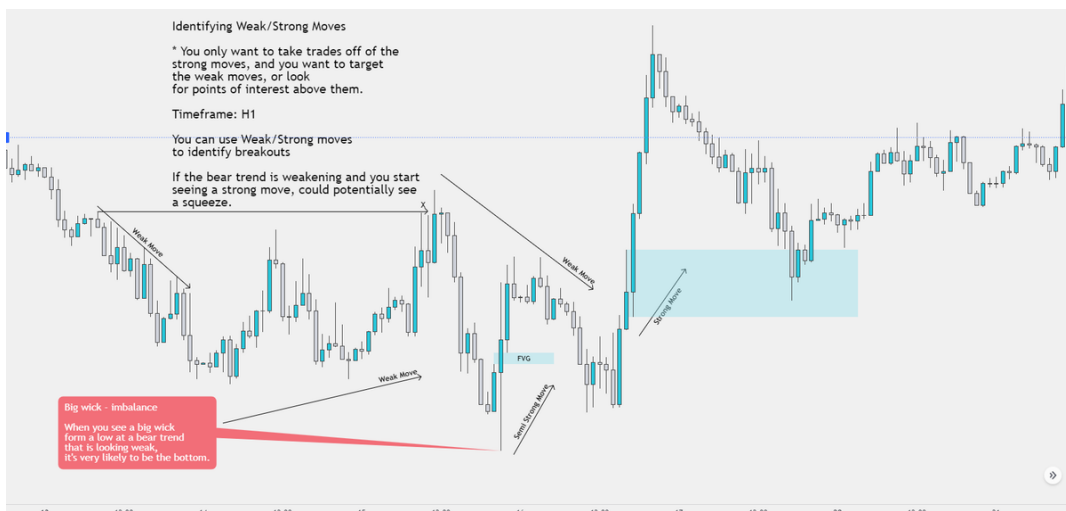 Identifying Weak/Strong Moves
* You only want to take trades off of the
strong moves, and you want to target
the weak moves, or look
for points of interest above them.
Timeframe: H1
You can use Weak/Strong moves
to identify breakouts
If the bear trend is weakening and you start
seeing a strong move, could potentially see
a squeeze.
X
Weak Move
Weak Move
Strong Move
FVG
Weak Move
Semi Strong Move
Big wick - imbalance
When you see a big wick
form a low at a bear trend
that is looking weak,
it's very likely to be the bottom.